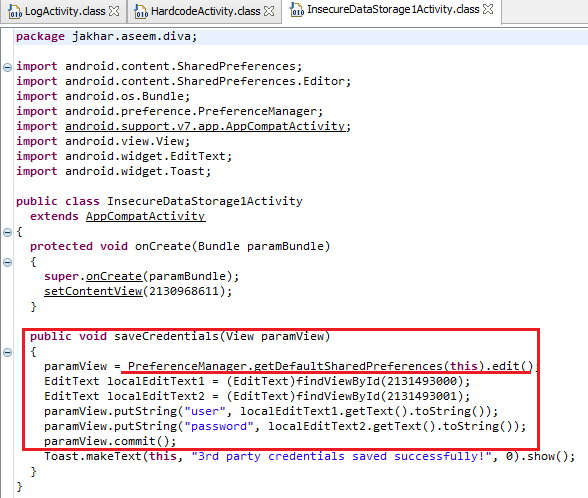 LogActivity.class HardcodeActivity.class InsecureDataStorage1Activity.class
package jakhar.aseem.diva;
import android.content.SharedPreferences;
import android.content.SharedPreferences.Editor;
import android.os.Bundle;
import android.preference.PreferenceManager;
import android.support.v7.app.AppCompatActivity;
import android.view.View;
import android.widget.EditText;
import android.widget.Toast;
public class InsecureDataStorage1Activity
extends AppCompatActivity
{
protected void onCreate(Bundle paramBundle)
{
super.onCreate(paramBundle);
setContentView(2130968611);
}
public void saveCredentials(View paramView)
{
paramView = PreferenceManager.getDefaultSharedPreferences(this).edit();
EditText localEditText1 = (EditText)findViewById(2131493000);
EditText localEditText2 = (EditText)findViewById(2131493001);
paramView.putString("user", localEditText1.getText().toString());
paramView.putString("password", localEditText2.getText().toString());
paramView.commit();
Toast.makeText(this, "3rd party credentials saved successfully!", 0).show();
}
}